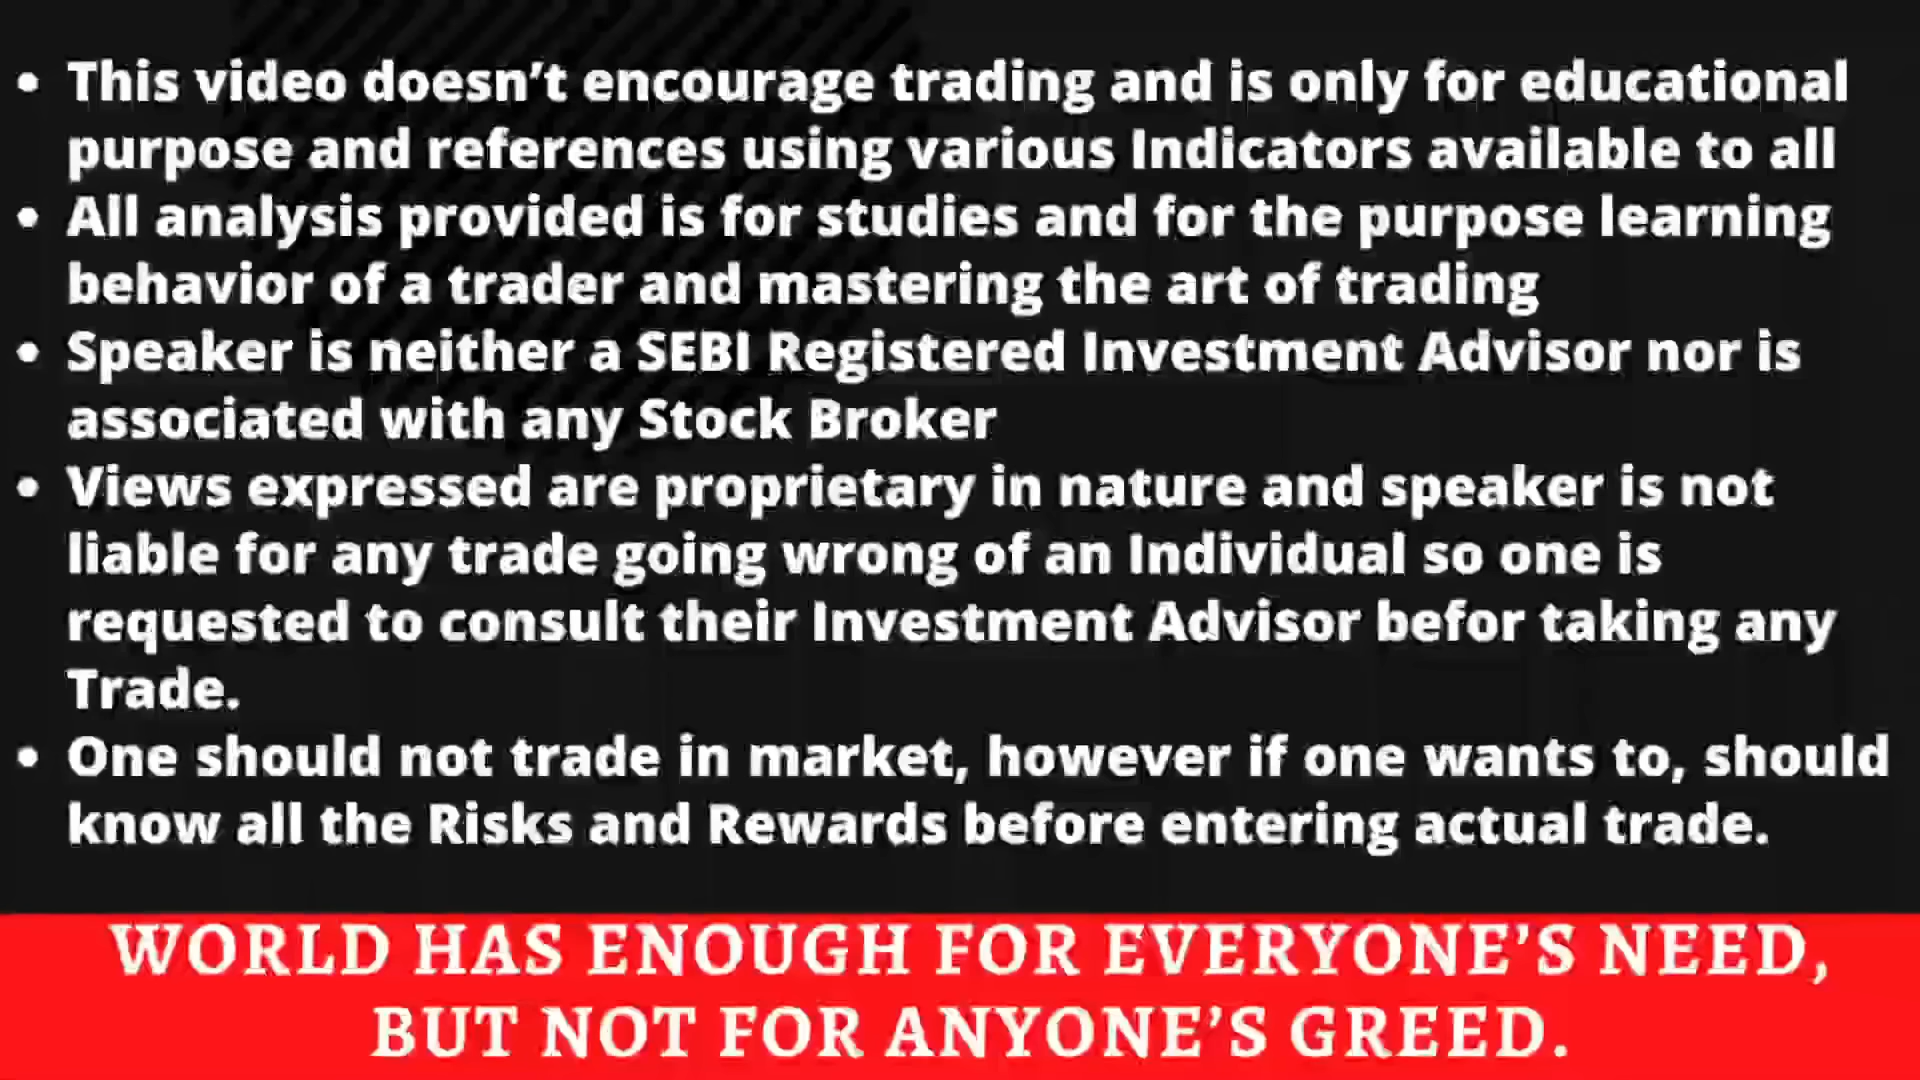 • This video doesn’t encourage trading and is only for educational
purpose and references using various Indicators available to all
• All analysis provided is for studies and for the purpose learning
behavior of a trader and mastering the art of trading
• Speaker is neither a SEBI Registered Investment Advisor nor is
associated with any Stock Broker
• Views expressed are proprietary in nature and speaker is not
liable for any trade going wrong of an Individual so one is
requested to consult their Investment Advisor befor taking any
Trade.
• One should not trade in market, however if one wants to, should
know all the Risks and Rewards before entering actual trade.
WORLD HAS ENOUGH FOR EVERYONE’S NEED,
BUT NOT FOR ANYONE’S GREED.